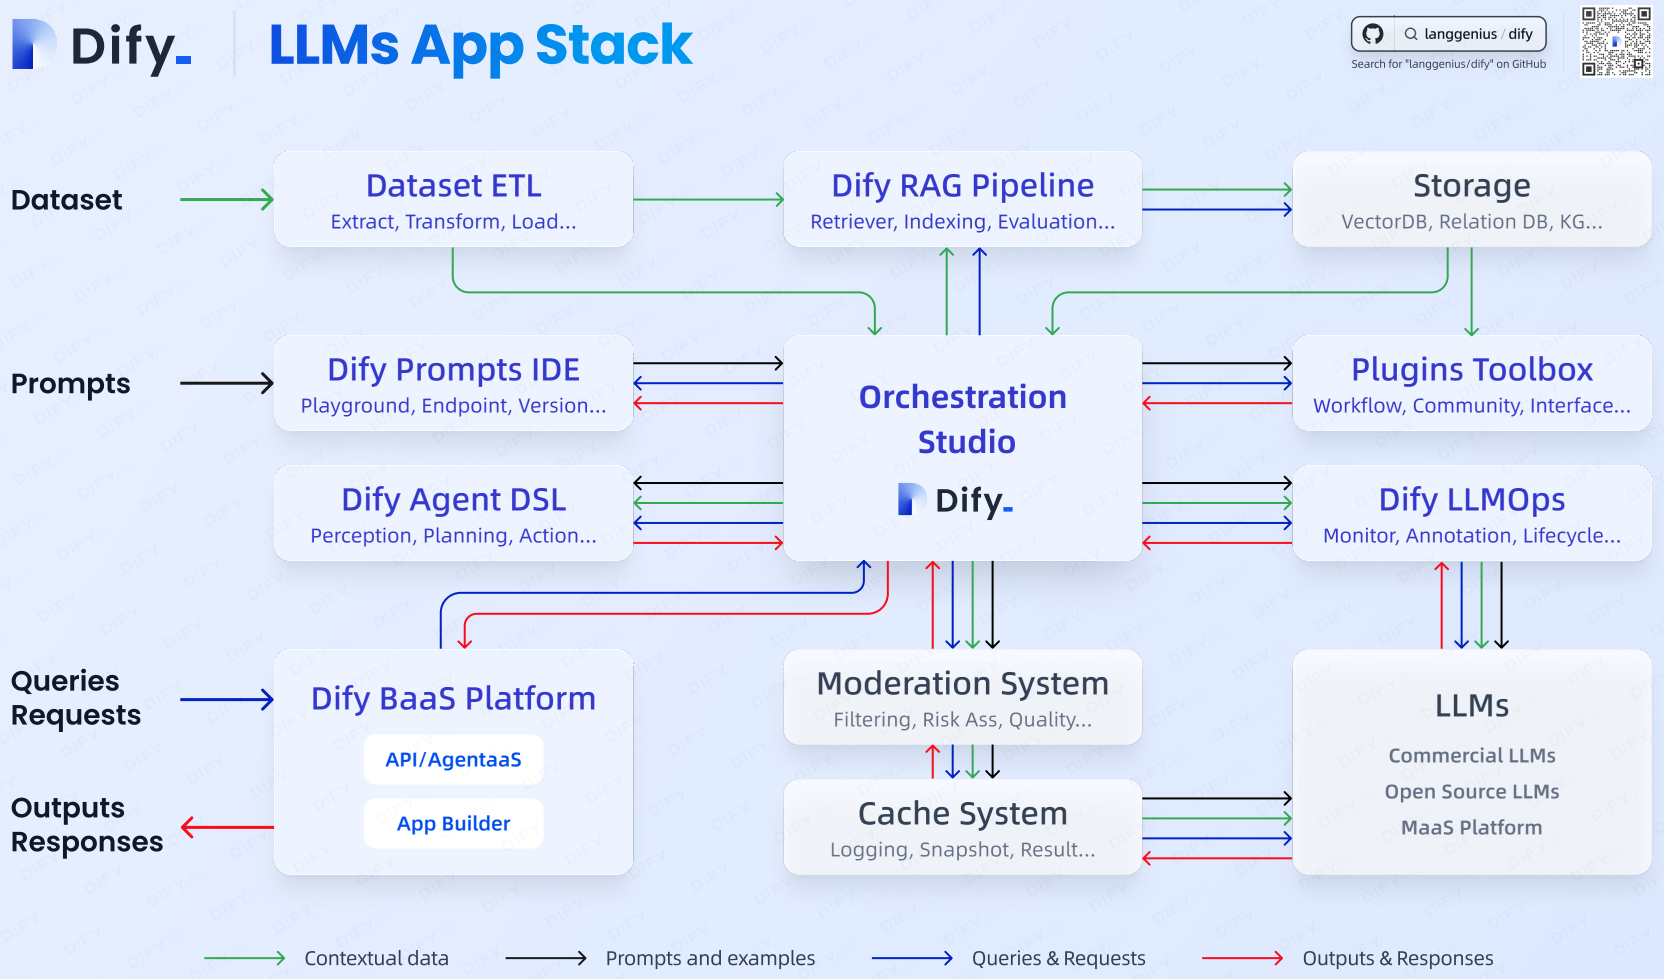 Dify_
LLMs App Stack
langgenius / dify
Search for "langgenius/dify" on GitHub
Dataset
Dataset ETL
Extract, Transform, Load...
Dify RAG Pipeline
Retriever, Indexing, Evaluation...
Storage
VectorDB, Relation DB, KG...
Prompts
Dify Prompts IDE
Playground, Endpoint, Version...
Orchestration
Studio
Dify_
Plugins Toolbox
Workflow, Community, Interface...
Dify Agent DSL
Perception, Planning, Action...
Dify LLMOps
Monitor, Annotation, Lifecycle...
Queries
Requests
Outputs
Responses
Dify BaaS Platform
API/AgentaaS
App Builder
Moderation System
Filtering, Risk Ass, Quality...
Cache System
Logging, Snapshot, Result...
LLMs
Commercial LLMs
Open Source LLMs
MaaS Platform
Contextual data
Prompts and examples
Queries & Requests
Outputs & Responses